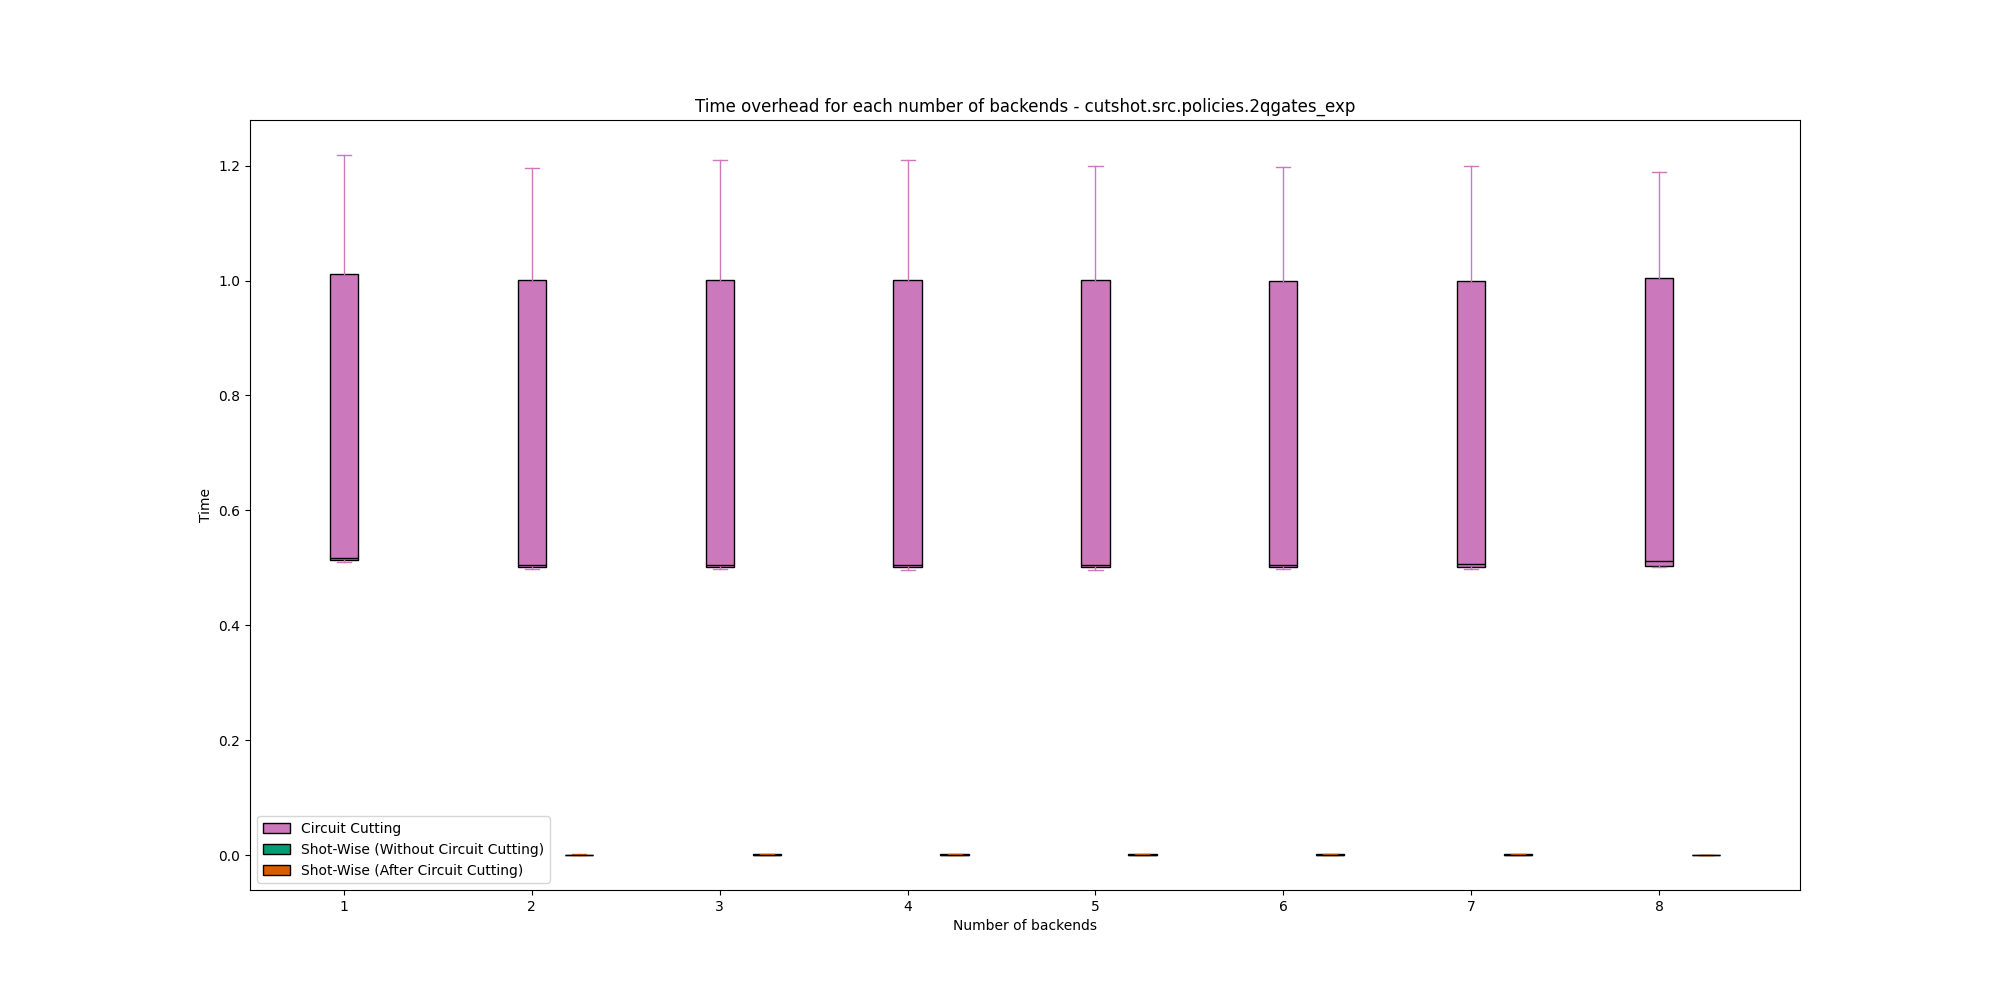 Time overhead for each number of backends - cutshot.src.policies.2qgates_exp
Time
1.2
1.0
0.8
0.6
0.4
0.2
0.0
Circuit Cutting
Shot-Wise (Without Circuit Cutting)
Shot-Wise (After Circuit Cutting)
1 2 3 4 5 6 7 8
Number of backends